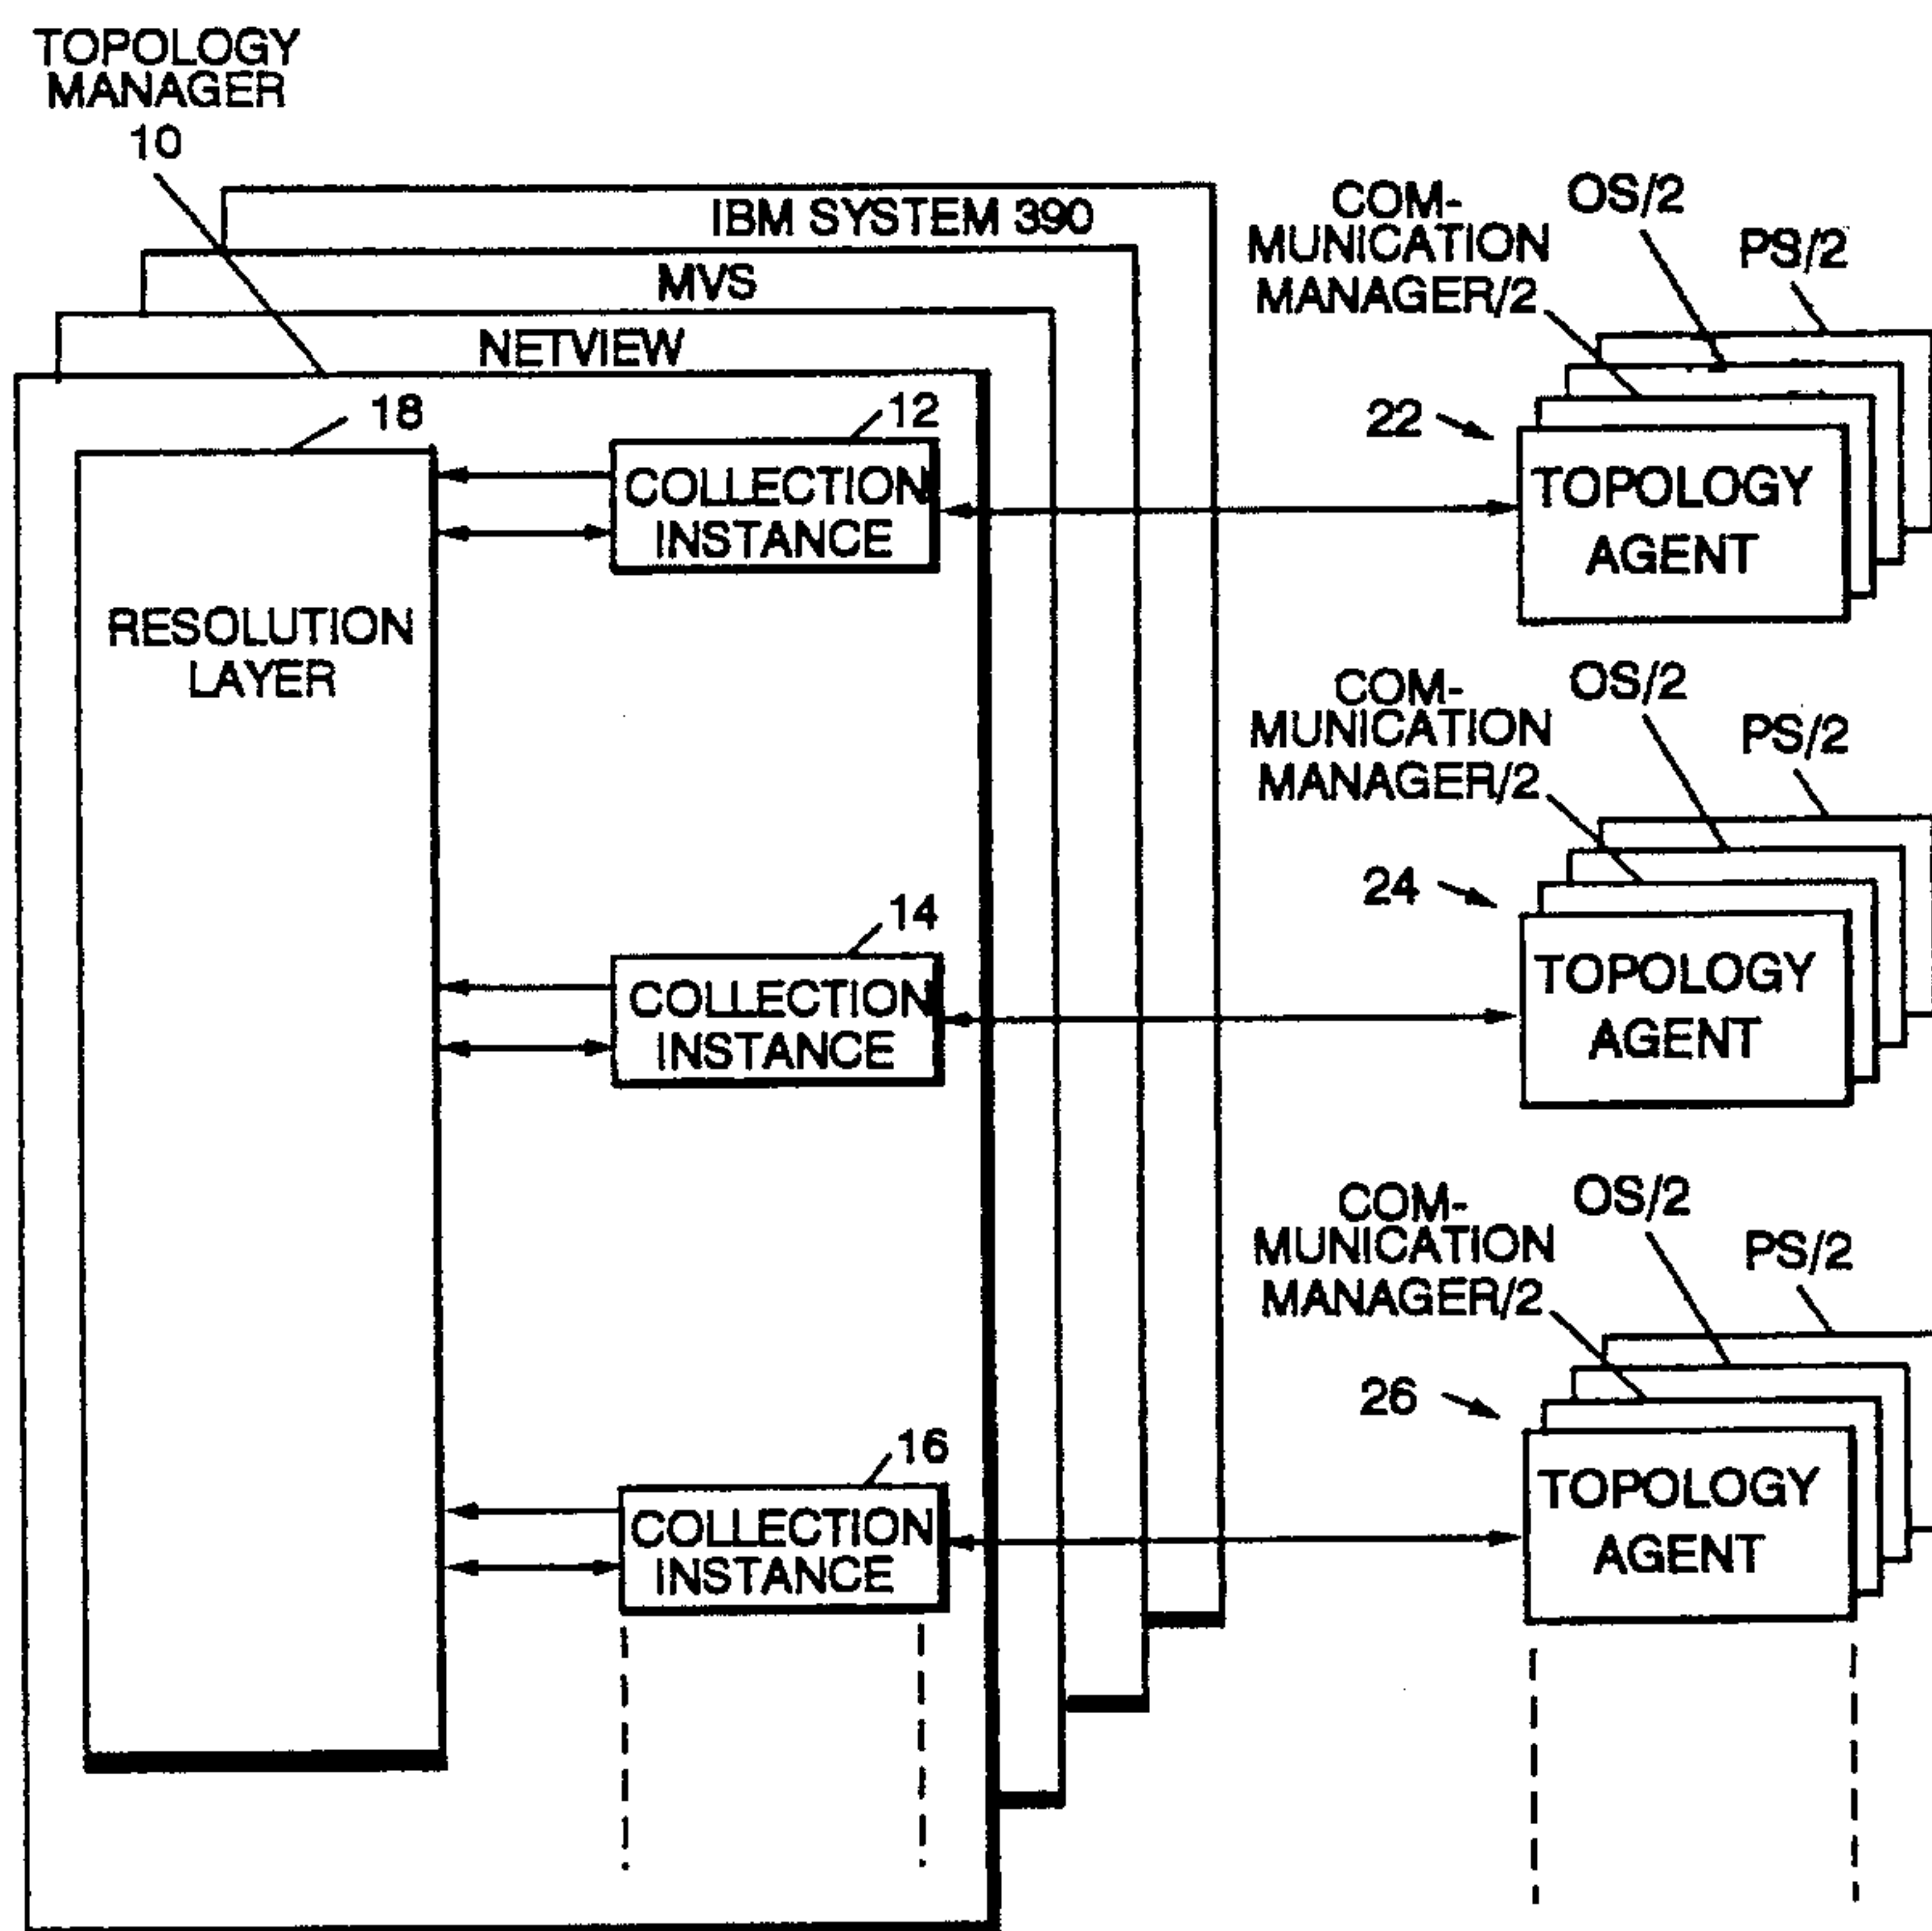 TOPOLOGY
MANAGER
10
IBM SYSTEM 390
MVS
NETVIEW
18
RESOLUTION
LAYER
12
COLLECTION
INSTANCE
14
COLLECTION
INSTANCE
16
COLLECTION
INSTANCE
COM-
MUNICATION
MANAGER/2
OS/2
PS/2
22
TOPOLOGY
AGENT
COM-
MUNICATION
MANAGER/2
OS/2
PS/2
24
TOPOLOGY
AGENT
COM-
MUNICATION
MANAGER/2
OS/2
PS/2
26
TOPOLOGY
AGENT